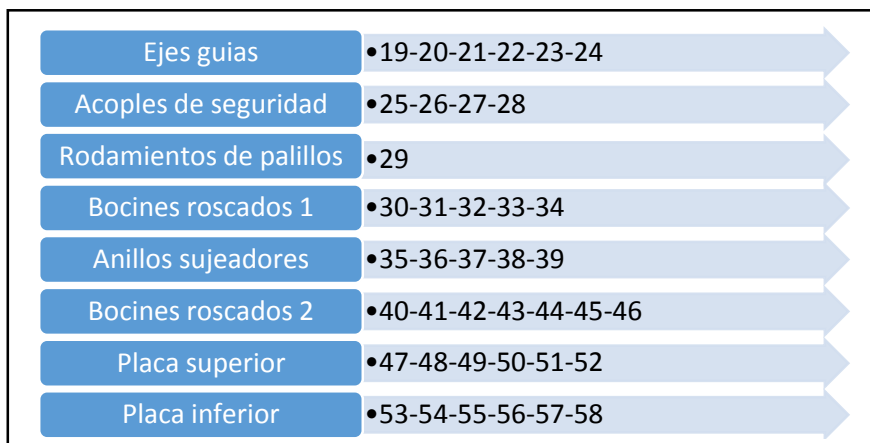 Ejes guias
•19-20-21-22-23-24
Acoples de seguridad
•25-26-27-28
Rodamientos de palillos
•29
Bocines roscados 1
•30-31-32-33-34
Anillos sujeadores
•35-36-37-38-39
Bocines roscados 2
•40-41-42-43-44-45-46
Placa superior
•47-48-49-50-51-52
Placa inferior
•53-54-55-56-57-58